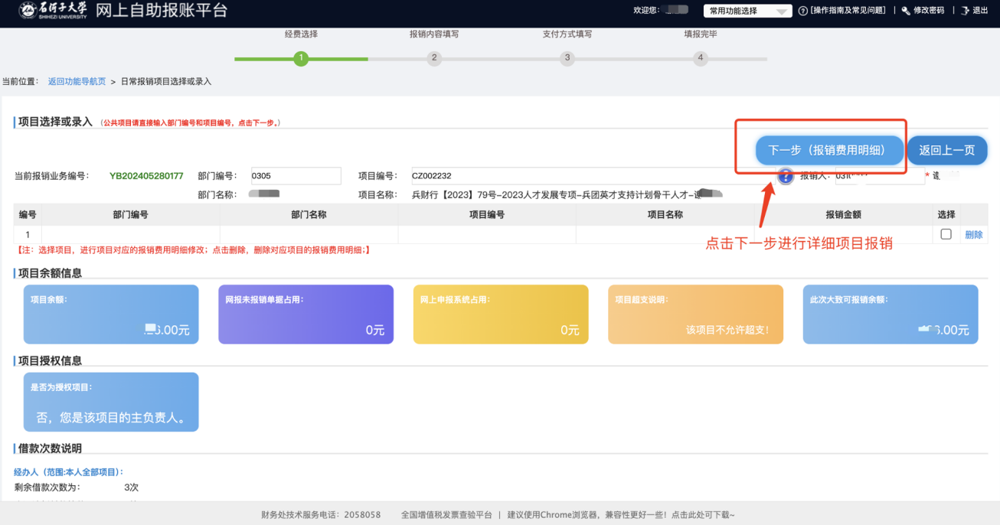 石河子大学 SHIHEZI UNIVERSITY 网上自助报账平台 欢迎您: 常用功能选择 [操作指南及常见问题] | 修改密码 | 退出
经费选择 报销内容填写 支付方式填写 填报完毕
1 2 3 4
当前位置: 返回功能导航页 > 日常报销项目选择或录入
项目选择或录入 (公共项目请直接输入部门编号和项目编号，点击下一步。)
下一步（报销费用明细） 返回上一页
当前报销业务编号: YB202405280177 部门编号: 0305 项目编号: CZ002232 ? 报销人: *
部门名称: 项目名称: 兵财行【2023】79号-2023人才发展专项-兵团英才支持计划骨干人才-谢
编号 部门编号 部门名称 项目编号 项目名称 报销金额 选择
1 删除
【注: 选择项目，进行项目对应的报销费用明细修改；点击删除，删除对应项目的报销费用明细;】
点击下一步进行详细项目报销
项目余额信息
项目余额: 网报未报销单据占用: 网上申报系统占用: 项目超支说明: 此次大致可报销余额:
.00元 0元 0元 该项目不允许超支! .00元
项目授权信息
是否为授权项目:
否，您是该项目的主负责人。
借款次数说明
经办人（范围:本人全部项目）:
剩余借款次数为: 3次
财务处技术服务电话: 2058058 全国增值税发票查验平台 | 建议使用Chrome浏览器，兼容性更好一些! 点击此处可下载~